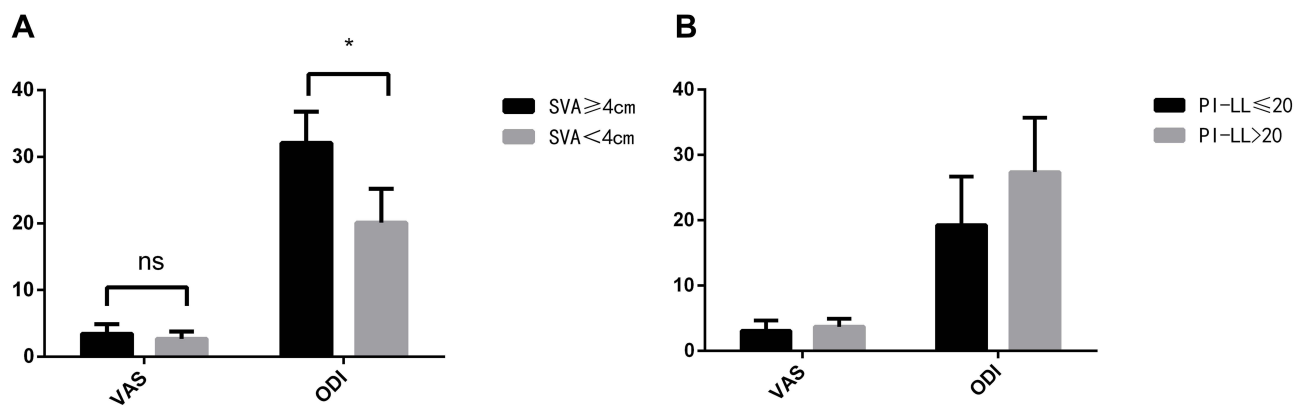 A
*
40
30
20
10
0
ns
VAS
ODI
SVA≥4cm
SVA<4cm
B
40
30
20
10
0
VAS
ODI
PI-LL≤20
PI-LL>20